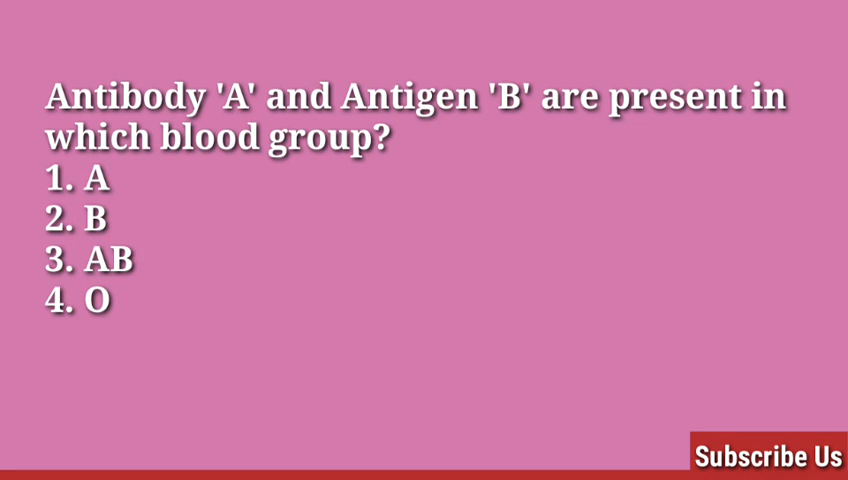 Antibody 'A' and Antigen 'B' are present in
which blood group?
1. A
2. B
3. AB
4. O
Subscribe Us